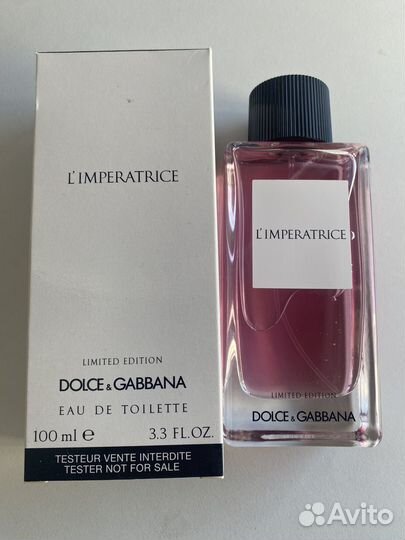 L'IMPERATRICE
LIMITED EDITION
DOLCE & GABBANA
EAU DE TOILETTE
100 ml e 3.3 FL.OZ.
TESTEUR VENTE INTERDITE
TESTER NOT FOR SALE
L'IMPERATRICE
LIMITED EDITION
DOLCE & GABBANA
Avito